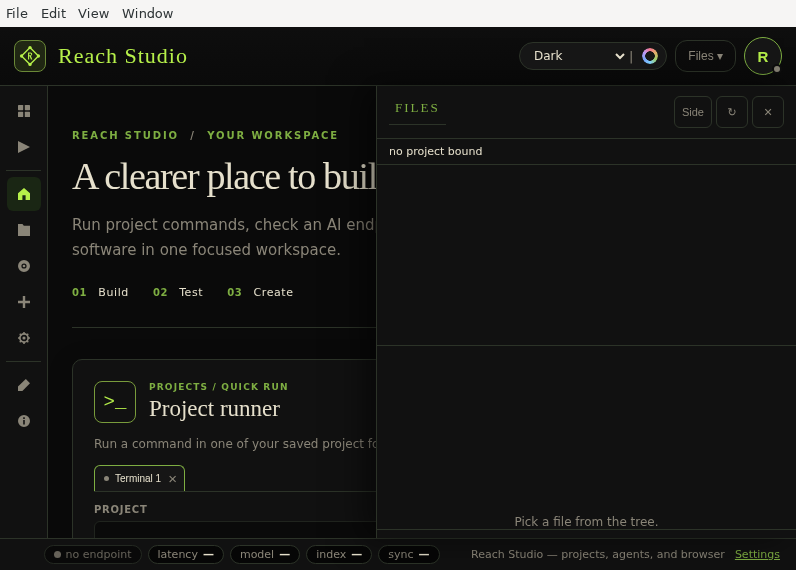 File Edit View Window
R Reach Studio Dark | Files ▾ R
FILES Side ↻ ✕
no project bound
REACH STUDIO / YOUR WORKSPACE
A clearer place to buil
Run project commands, check an AI end
software in one focused workspace.
01 Build 02 Test 03 Create
>_ PROJECTS / QUICK RUN
Project runner
Run a command in one of your saved project fo
Terminal 1 ×
PROJECT
Pick a file from the tree.
no endpoint latency — model — index — sync — Reach Studio — projects, agents, and browser Settings